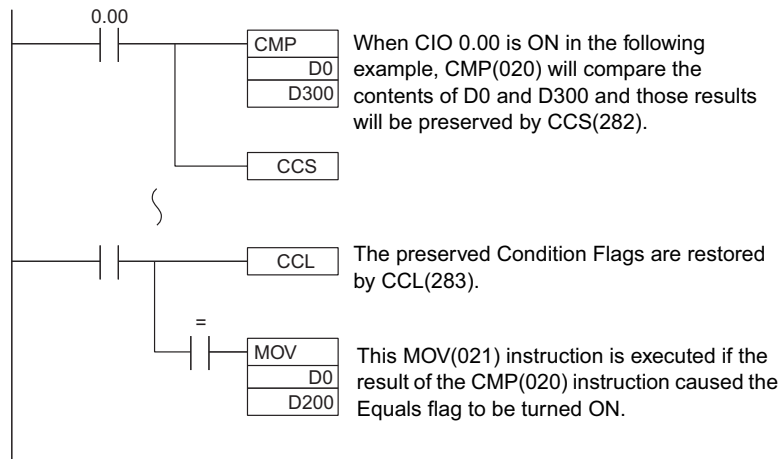 0.00
CMP
D0
D300
When CIO 0.00 is ON in the following
example, CMP(020) will compare the
contents of D0 and D300 and those results
will be preserved by CCS(282).
CCS
CCL
The preserved Condition Flags are restored
by CCL(283).
=
MOV
D0
D200
This MOV(021) instruction is executed if the
result of the CMP(020) instruction caused the
Equals flag to be turned ON.